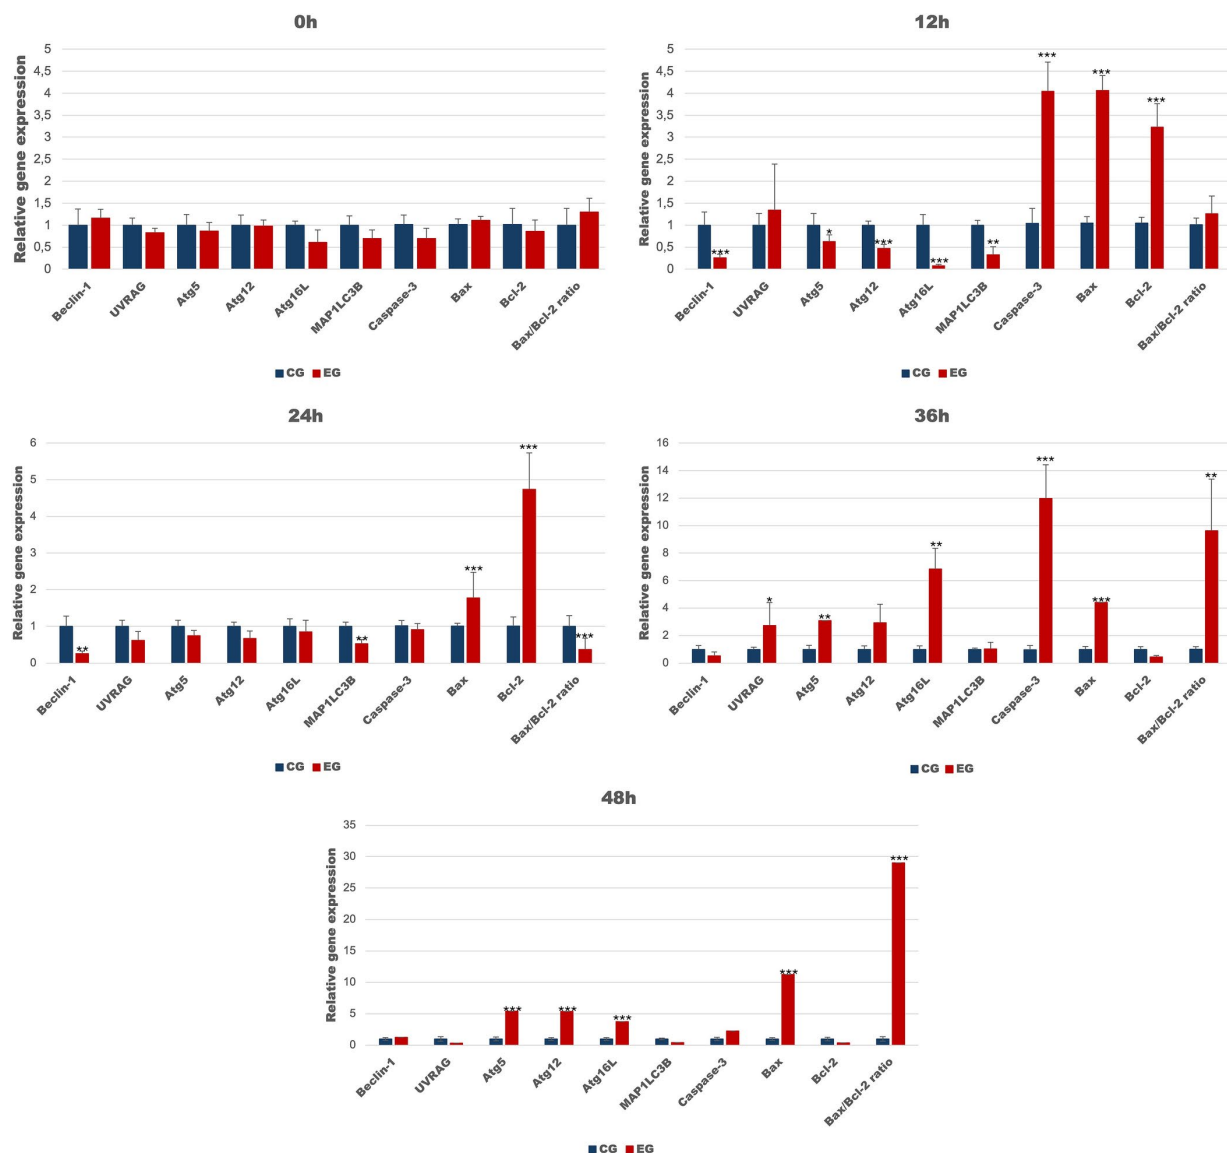 0h
Relative gene expression
5
4,5
4
3,5
3
2,5
2
1,5
1
0,5
0
Beclin-1
UVRAG
Atg5
Atg12
Atg16L
MAP1LC3B
Caspase-3
Bax
Bcl-2
Bax/Bcl-2 ratio
CG EG
12h
Relative gene expression
5
4,5
4
3,5
3
2,5
2
1,5
1
0,5
0
***
*
***
***
**
***
***
***
Beclin-1
UVRAG
Atg5
Atg12
Atg16L
MAP1LC3B
Caspase-3
Bax
Bcl-2
Bax/Bcl-2 ratio
CG EG
24h
Relative gene expression
6
5
4
3
2
1
0
**
**
***
***
***
Beclin-1
UVRAG
Atg5
Atg12
Atg16L
MAP1LC3B
Caspase-3
Bax
Bcl-2
Bax/Bcl-2 ratio
CG EG
36h
Relative gene expression
16
14
12
10
8
6
4
2
0
*
**
**
***
***
**
Beclin-1
UVRAG
Atg5
Atg12
Atg16L
MAP1LC3B
Caspase-3
Bax
Bcl-2
Bax/Bcl-2 ratio
CG EG
48h
Relative gene expression
35
30
25
20
15
10
5
0
***
***
***
***
***
Beclin-1
UVRAG
Atg5
Atg12
Atg16L
MAP1LC3B
Caspase-3
Bax
Bcl-2
Bax/Bcl-2 ratio
CG EG